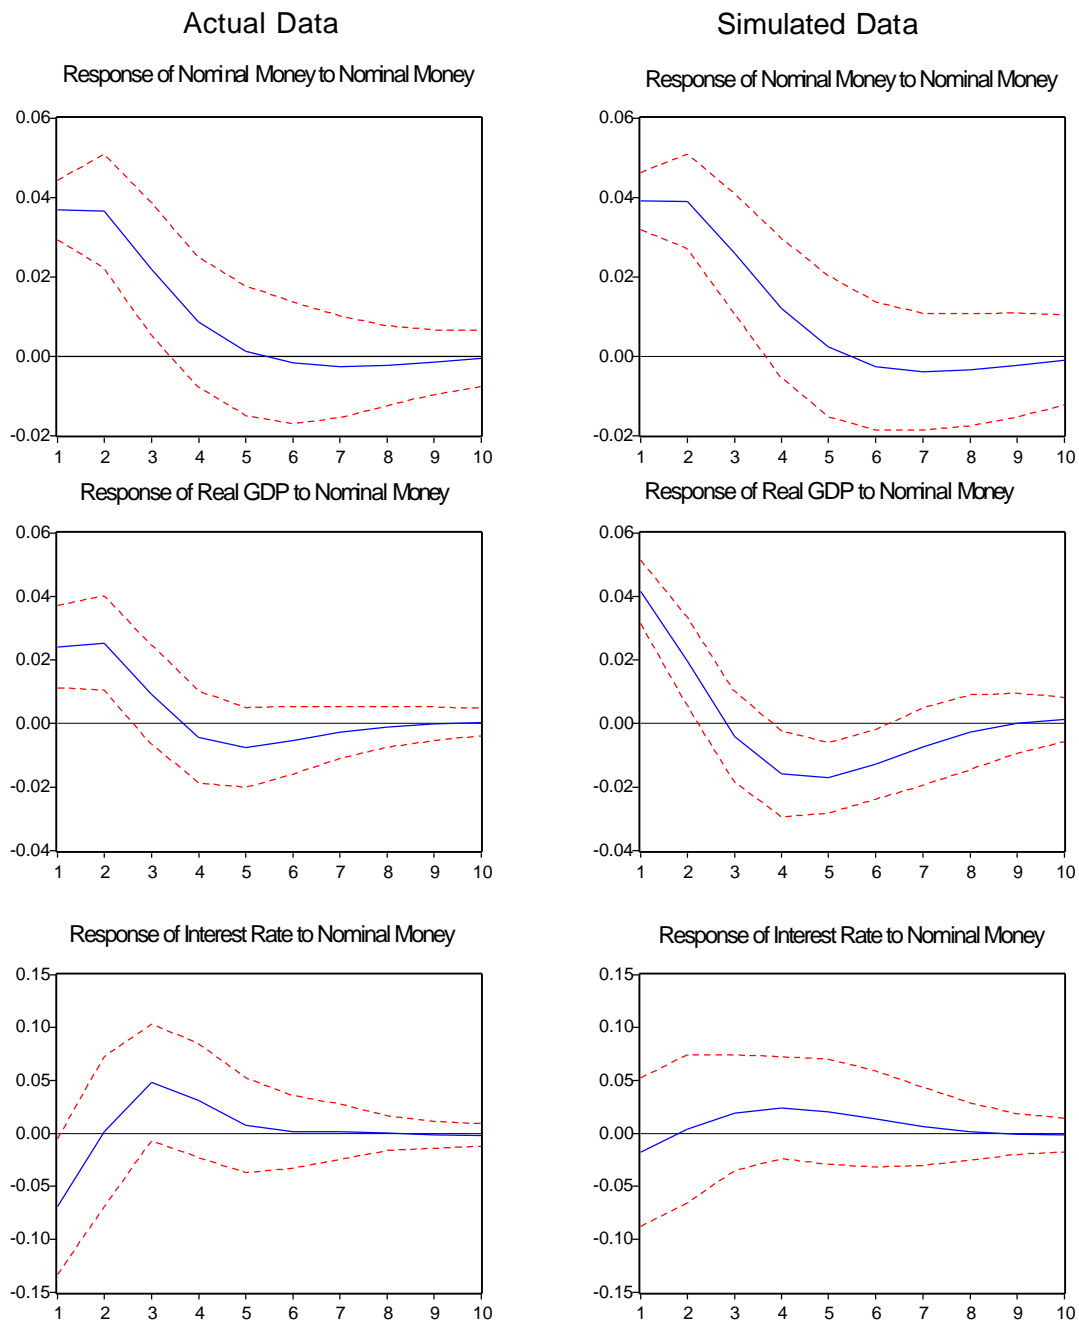 Actual Data
Simulated Data
Response of Nominal Money to Nominal Money
0.06
0.04
0.02
0.00
-0.02
1 2 3 4 5 6 7 8 9 10
Response of Nominal Money to Nominal Money
0.06
0.04
0.02
0.00
-0.02
1 2 3 4 5 6 7 8 9 10
Response of Real GDP to Nominal Money
0.06
0.04
0.02
0.00
-0.02
-0.04
1 2 3 4 5 6 7 8 9 10
Response of Real GDP to Nominal Money
0.06
0.04
0.02
0.00
-0.02
-0.04
1 2 3 4 5 6 7 8 9 10
Response of Interest Rate to Nominal Money
0.15
0.10
0.05
0.00
-0.05
-0.10
-0.15
1 2 3 4 5 6 7 8 9 10
Response of Interest Rate to Nominal Money
0.15
0.10
0.05
0.00
-0.05
-0.10
-0.15
1 2 3 4 5 6 7 8 9 10